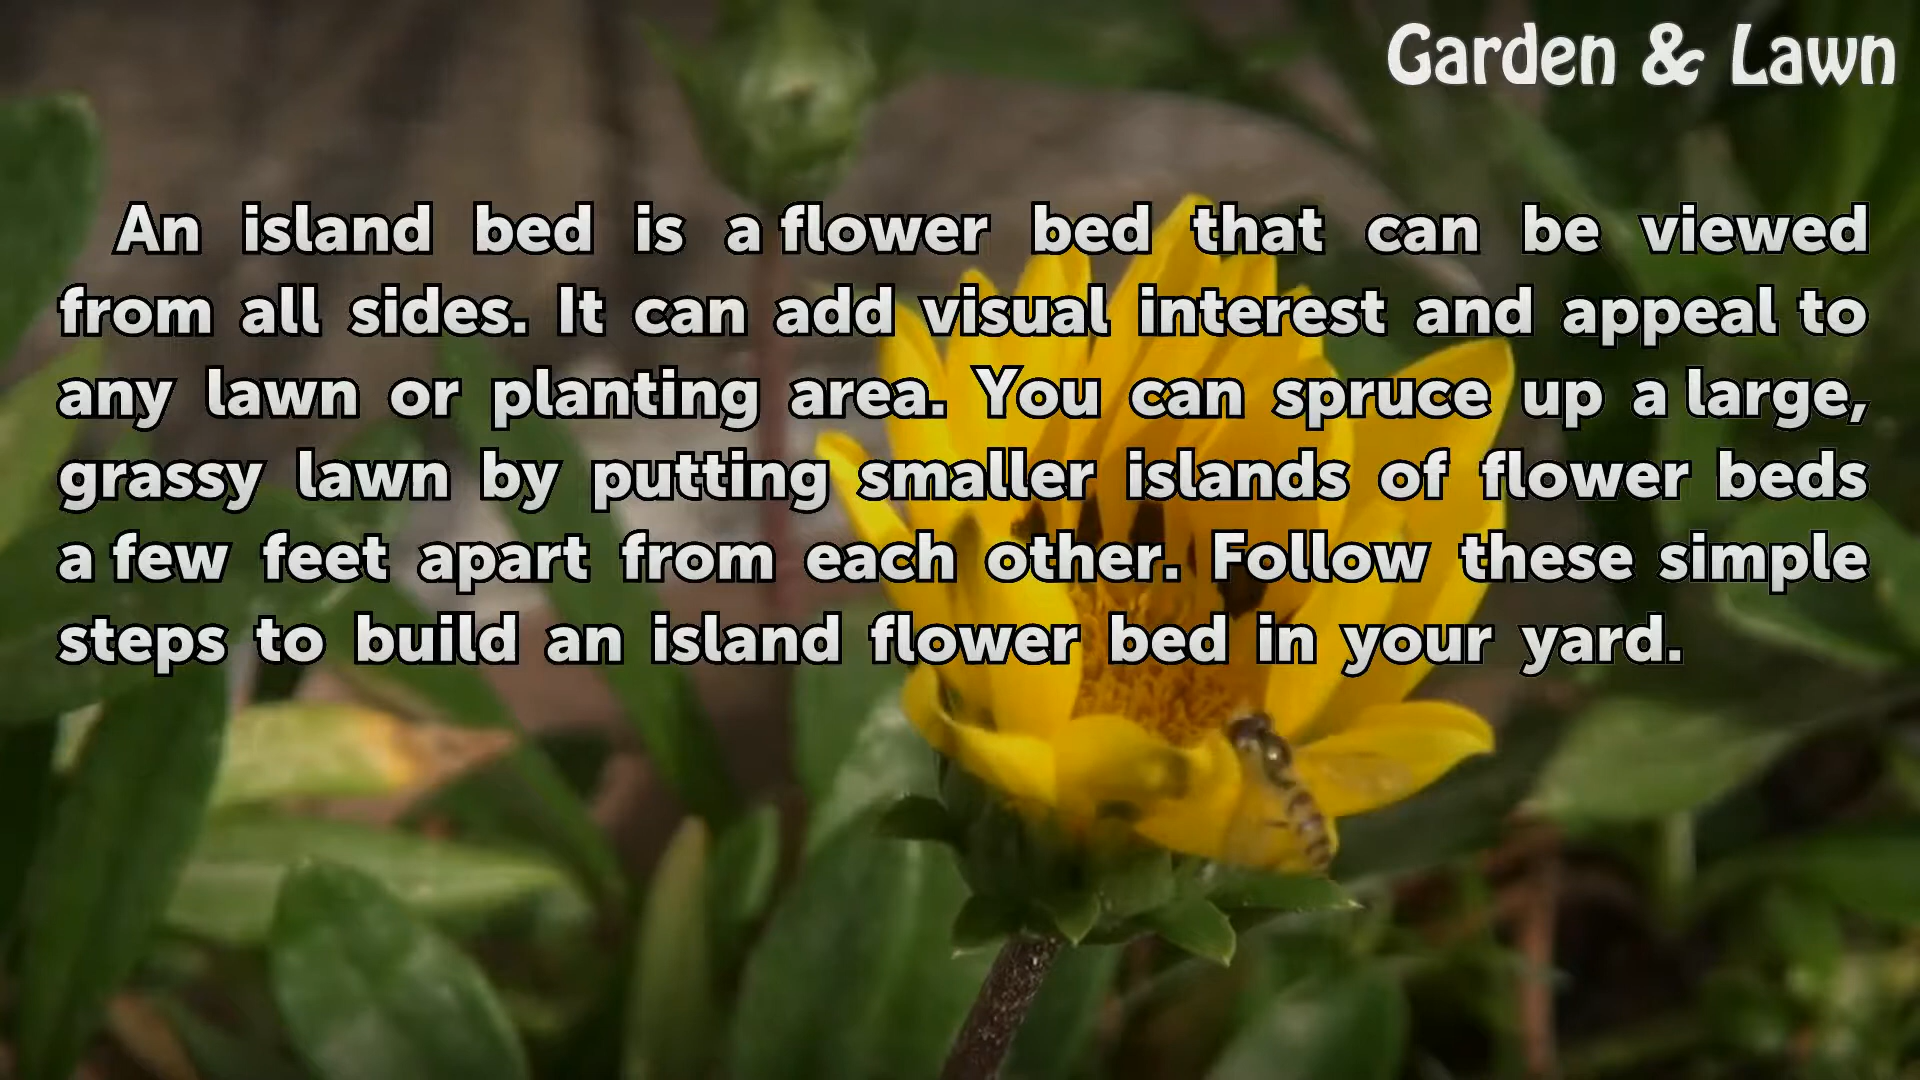 Garden & Lawn
An island bed is a flower bed that can be viewed
from all sides. It can add visual interest and appeal to
any lawn or planting area. You can spruce up a large,
grassy lawn by putting smaller islands of flower beds
a few feet apart from each other. Follow these simple
steps to build an island flower bed in your yard.